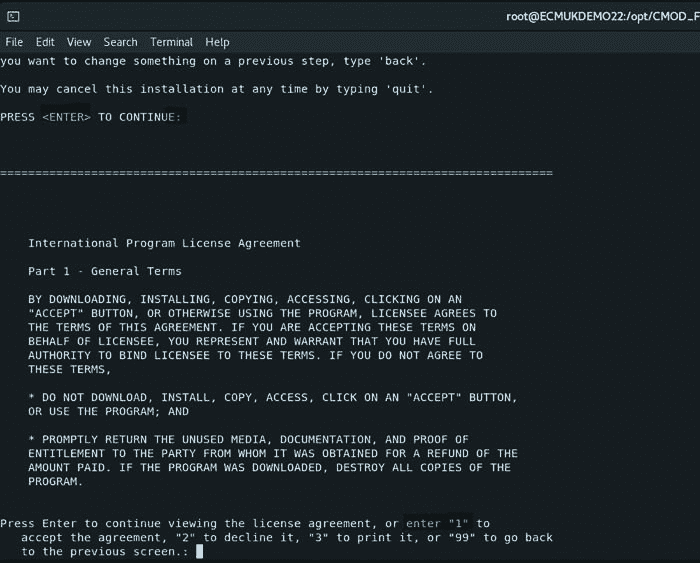 root@ECMUKDEMO22:/opt/CMOD_F
File Edit View Search Terminal Help
you want to change something on a previous step, type 'back'.
You may cancel this installation at any time by typing 'quit'.
PRESS <ENTER> TO CONTINUE:
===============================================================================
International Program License Agreement
Part 1 - General Terms
BY DOWNLOADING, INSTALLING, COPYING, ACCESSING, CLICKING ON AN
"ACCEPT" BUTTON, OR OTHERWISE USING THE PROGRAM, LICENSEE AGREES TO
THE TERMS OF THIS AGREEMENT. IF YOU ARE ACCEPTING THESE TERMS ON
BEHALF OF LICENSEE, YOU REPRESENT AND WARRANT THAT YOU HAVE FULL
AUTHORITY TO BIND LICENSEE TO THESE TERMS. IF YOU DO NOT AGREE TO
THESE TERMS,
* DO NOT DOWNLOAD, INSTALL, COPY, ACCESS, CLICK ON AN "ACCEPT" BUTTON,
OR USE THE PROGRAM; AND
* PROMPTLY RETURN THE UNUSED MEDIA, DOCUMENTATION, AND PROOF OF
ENTITLEMENT TO THE PARTY FROM WHOM IT WAS OBTAINED FOR A REFUND OF THE
AMOUNT PAID. IF THE PROGRAM WAS DOWNLOADED, DESTROY ALL COPIES OF THE
PROGRAM.
Press Enter to continue viewing the license agreement, or enter "1" to
accept the agreement, "2" to decline it, "3" to print it, or "99" to go back
to the previous screen.: